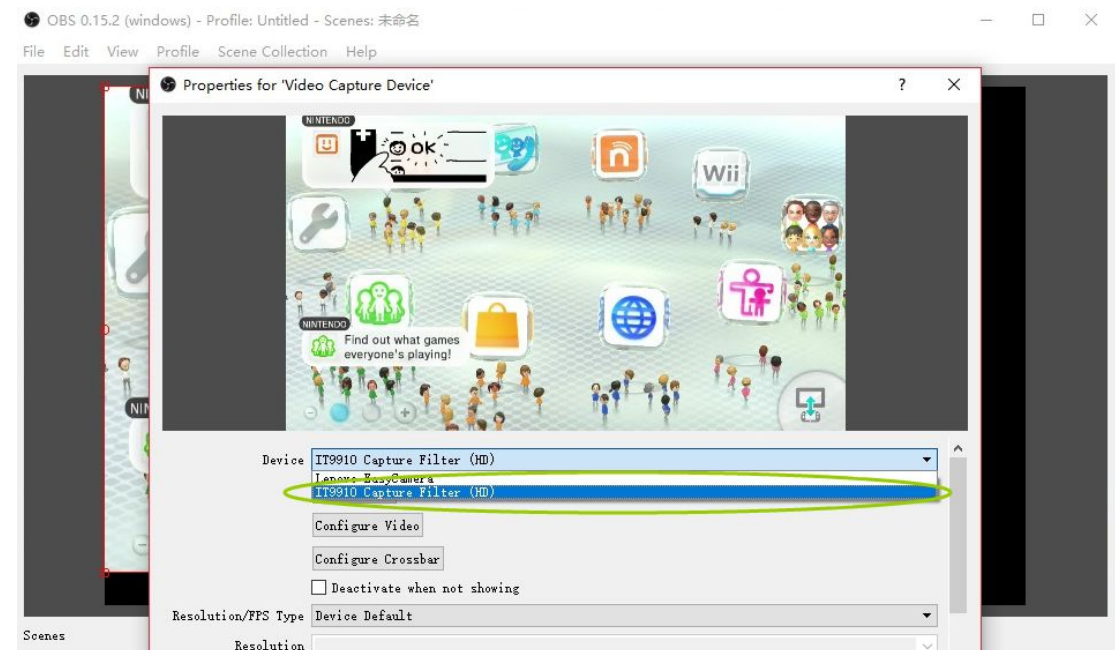 OBS 0.15.2 (windows) - Profile: Untitled - Scenes: 未命名
File Edit View Profile Scene Collection Help
Properties for 'Video Capture Device' ?
NI
NINTENDO
ok
Wii
NINTENDO
Find out what games
everyone's playing!
NIN
Device IT9910 Capture Filter (HD)
Lenovo EasyCamera
IT9910 Capture Filter (HD)
Configure Video
Configure Crossbar
Deactivate when not showing
Resolution/FPS Type Device Default
Scenes
Resolution